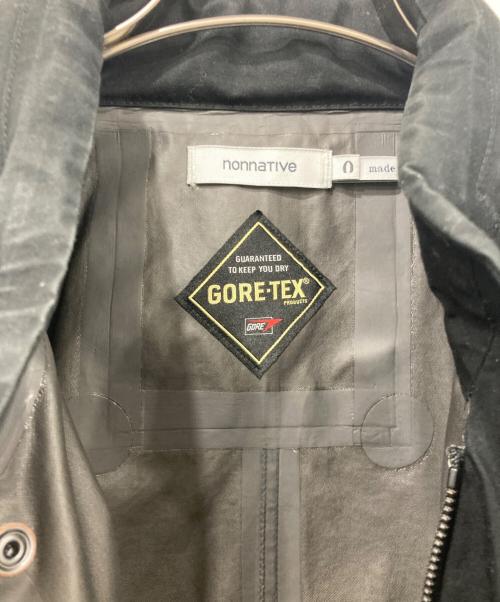 nonnative
0
made
GUARANTEED
TO KEEP YOU DRY
GORE-TEX®
PRODUCTS
GORE